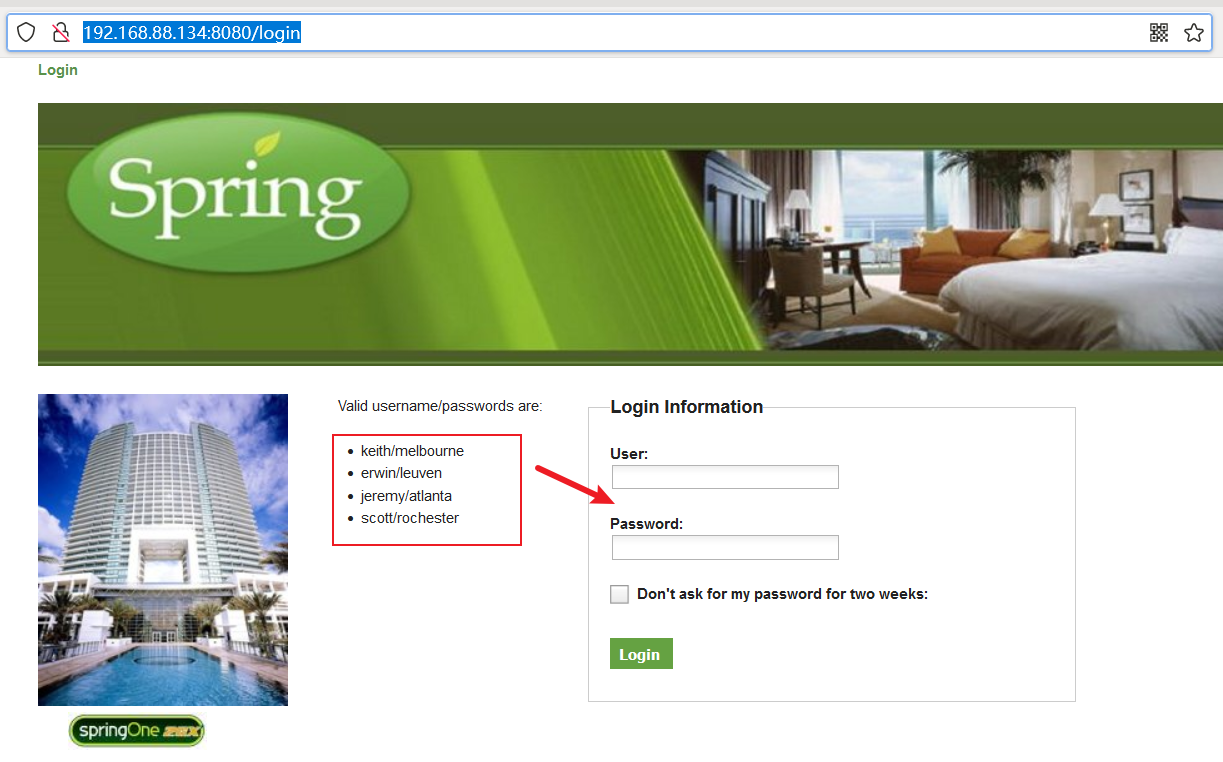 192.168.88.134:8080/login
Login
Spring
Valid username/passwords are:
keith/melbourne
erwin/leuven
jeremy/atlanta
scott/rochester
Login Information
User:
Password:
Don't ask for my password for two weeks:
Login
springOne 2GX